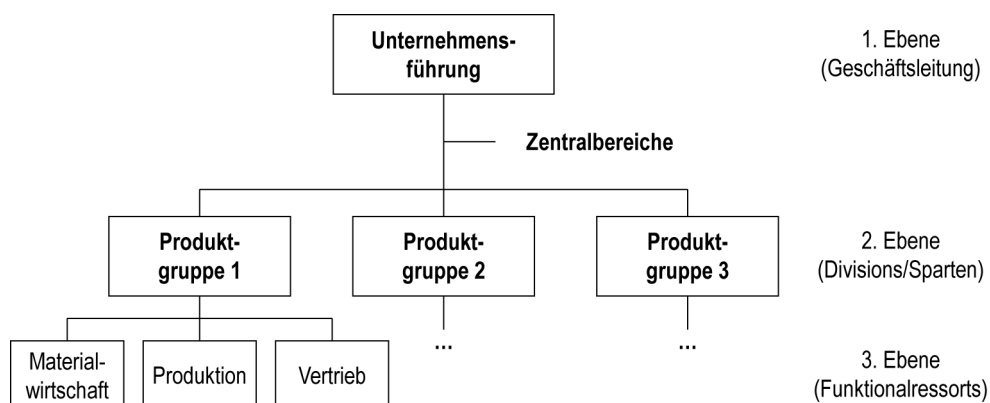 Unternehmens-
führung
1. Ebene
(Geschäftsleitung)
Zentralbereiche
Produkt-
gruppe 1
Produkt-
gruppe 2
Produkt-
gruppe 3
2. Ebene
(Divisions/Sparten)
...
...
Material-
wirtschaft
Produktion
Vertrieb
3. Ebene
(Funktionalressorts)